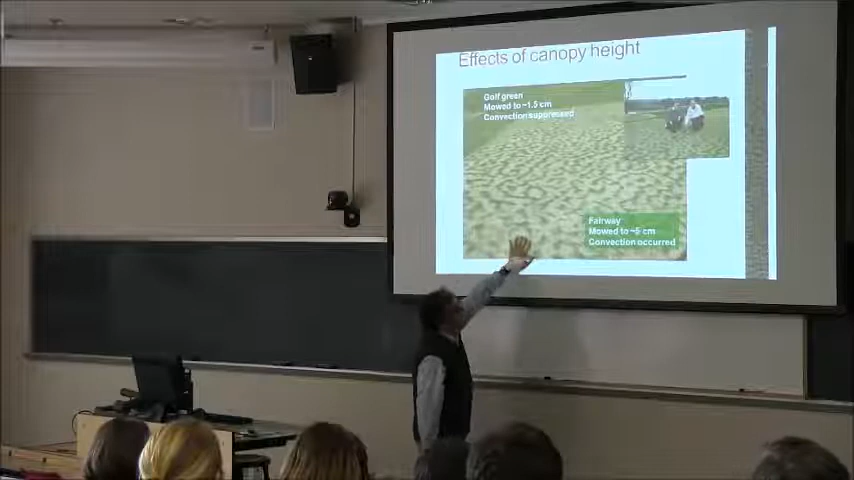 Effects of canopy height
Golf green
Mowed to ~1.5 cm
Convection suppressed
Fairway
Mowed to ~5 cm
Convection occurred